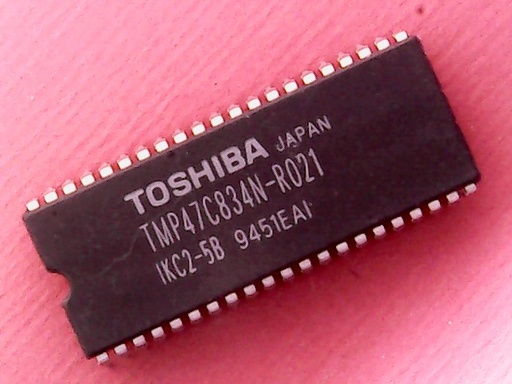 TOSHIBA JAPAN
TMP47C834N-R021
IKC2-5B 9451EAI